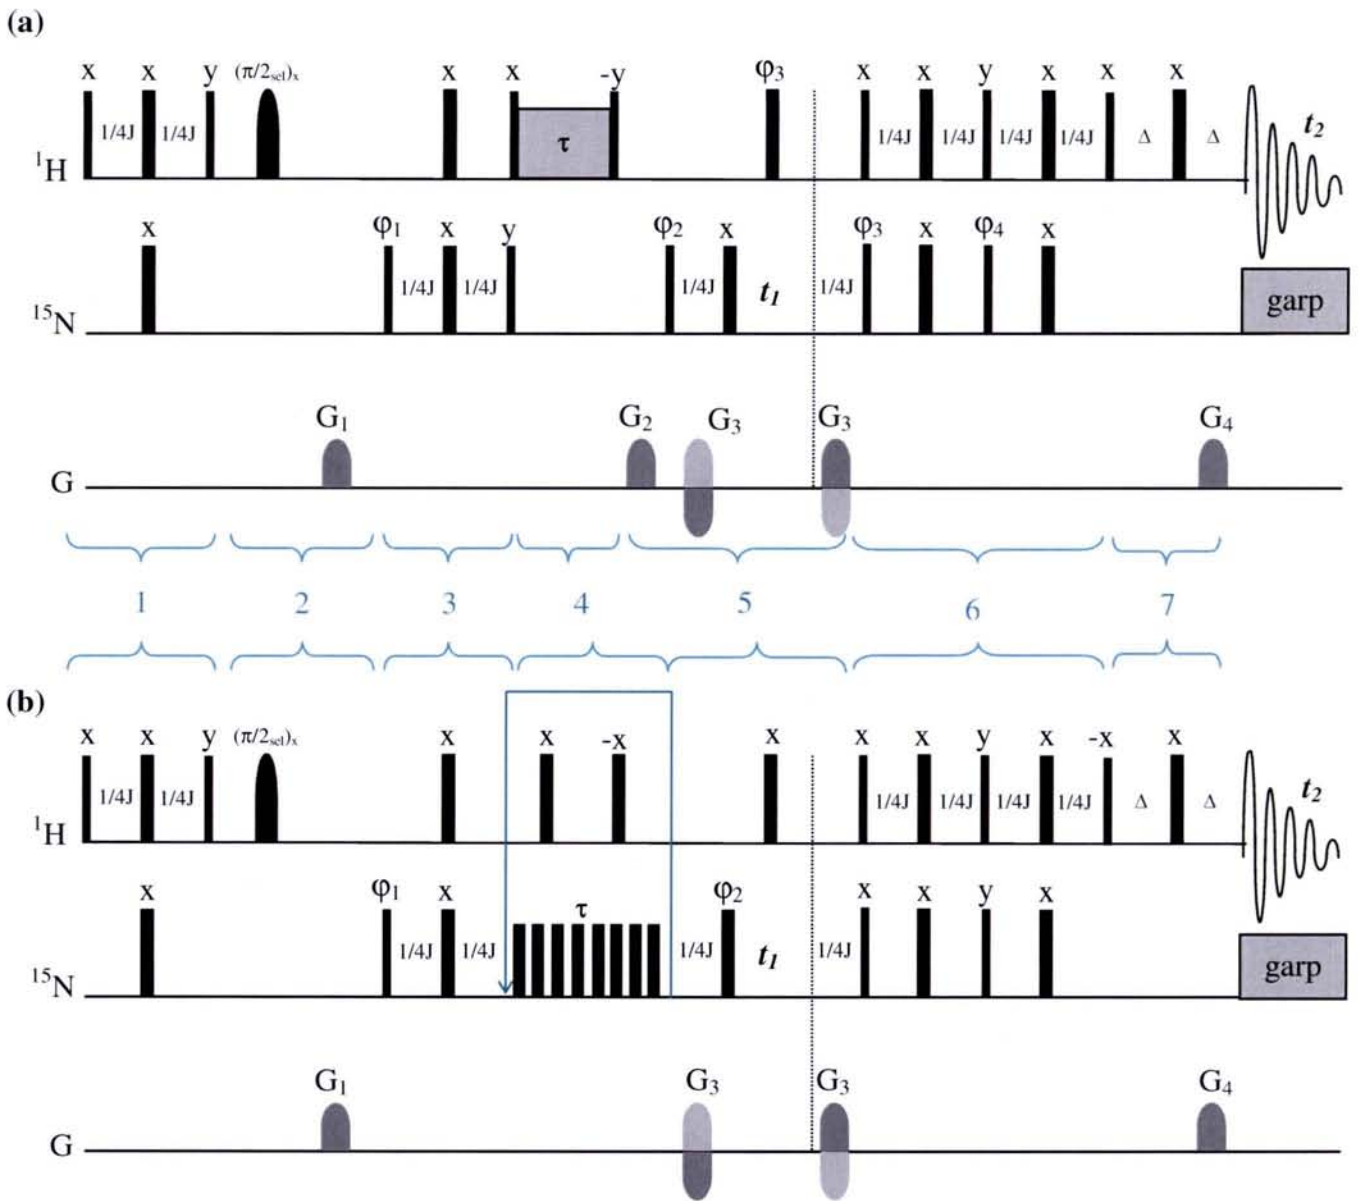 (a)
x x y (π/2sel)x x x -y φ3 x x y x x x
1/4J 1/4J τ 1/4J 1/4J 1/4J 1/4J Δ Δ t2
1H
x φ1 x y φ2 x φ3 x φ4 x
1/4J 1/4J 1/4J t1 1/4J garp
15N
G1 G2 G3 G3 G4
G
1 2 3 4 5 6 7
(b)
x x y (π/2sel)x x x -x x x x y x -x x
1/4J 1/4J 1/4J 1/4J 1/4J 1/4J Δ Δ t2
1H
x φ1 x τ φ2 x x y x
1/4J 1/4J 1/4J t1 1/4J garp
15N
G1 G3 G3 G4
G